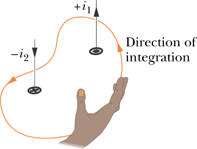 +i₁
−i₂
Direction of
integration